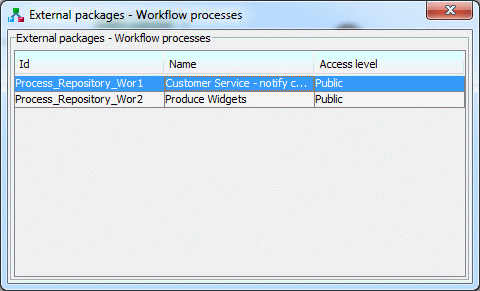 External packages - Workflow processes
External packages - Workflow processes
Id Name Access level
Process_Repository_Wor1 Customer Service - notify c... Public
Process_Repository_Wor2 Produce Widgets Public